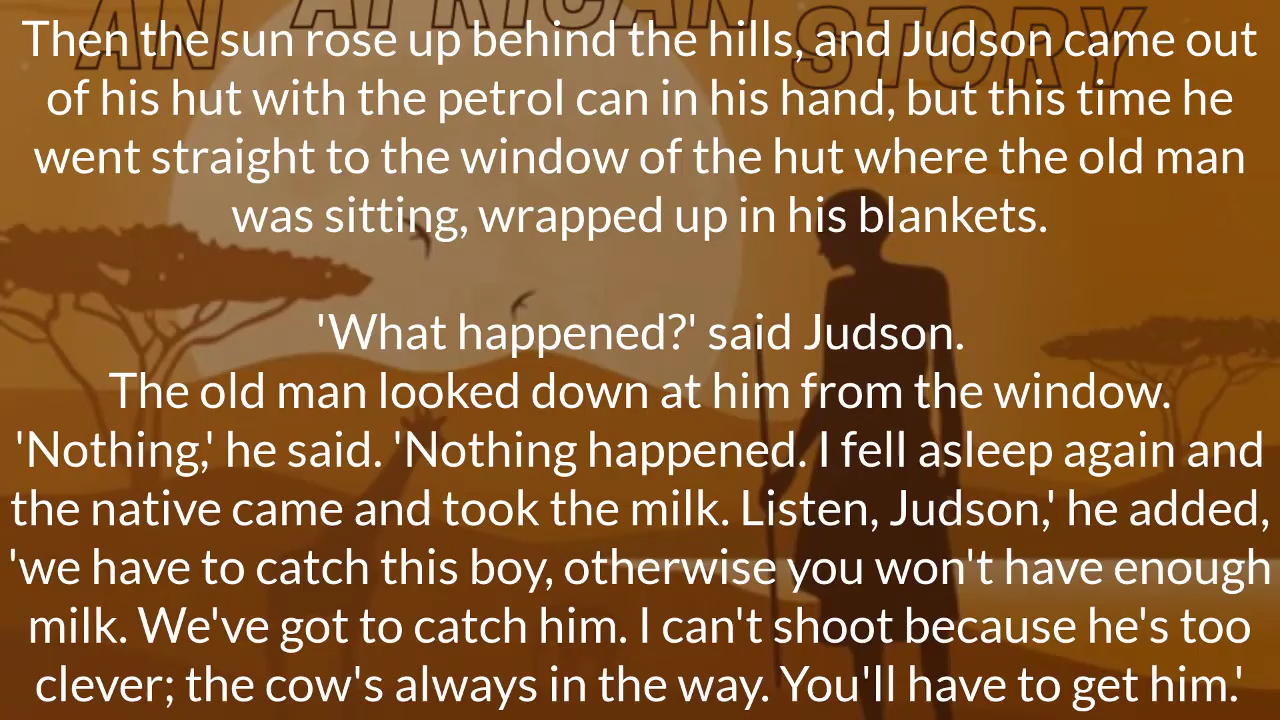 AN AFRICAN STORY
Then the sun rose up behind the hills, and Judson came out
of his hut with the petrol can in his hand, but this time he
went straight to the window of the hut where the old man
was sitting, wrapped up in his blankets.
'What happened?' said Judson.
The old man looked down at him from the window.
'Nothing,' he said. 'Nothing happened. I fell asleep again and
the native came and took the milk. Listen, Judson,' he added,
'we have to catch this boy, otherwise you won't have enough
milk. We've got to catch him. I can't shoot because he's too
clever; the cow's always in the way. You'll have to get him.'